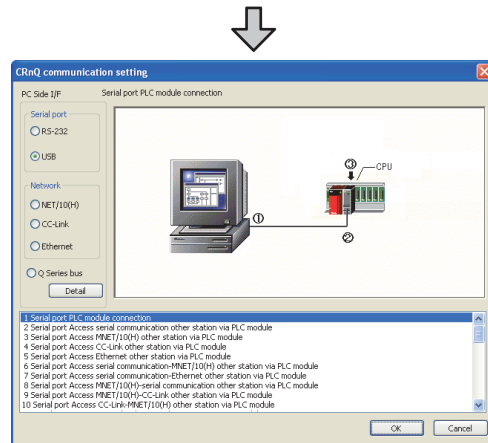 CRnQ communication setting
PC Side I/F
Serial port PLC module connection
Serial port
RS-232
USB
Network
NET/10(H)
CC-Link
Ethernet
Q Series bus
Detail
①
②
③
CPU
1 Serial port PLC module connection
2 Serial port Access serial communication other station via PLC module
3 Serial port Access MNET/10(H) other station via PLC module
4 Serial port Access CC-Link other station via PLC module
5 Serial port Access Ethernet other station via PLC module
6 Serial port Access serial communication-MNET/10(H) other station via PLC module
7 Serial port Access serial communication-Ethernet other station via PLC module
8 Serial port Access MNET/10(H)-serial communication other station via PLC module
9 Serial port Access MNET/10(H)-CC-Link other station via PLC module
10 Serial port Access CC-Link-MNET/10(H) other station via PLC module
OK
Cancel